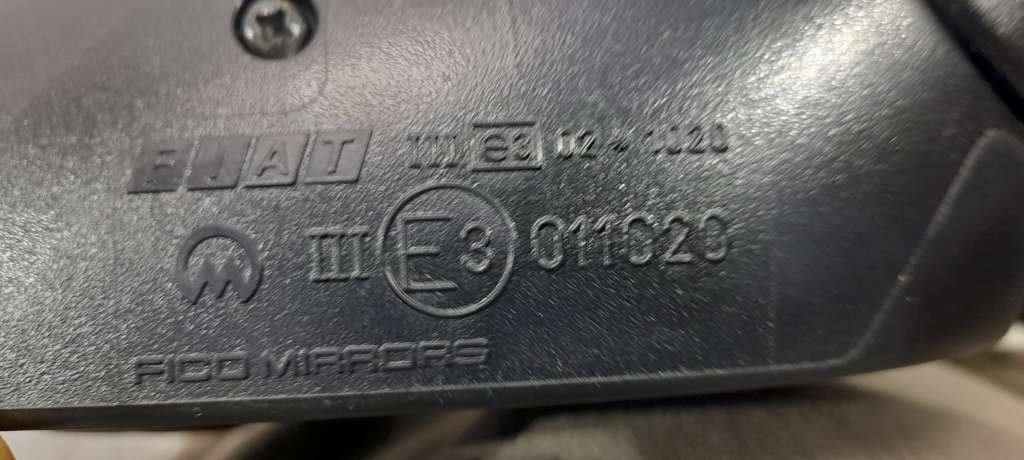 FIAT III e3 02 - 1020
M III E3 011020
FICO MIRRORS